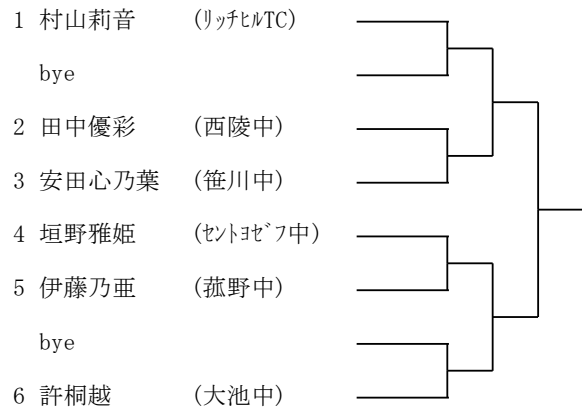 1 村山莉音 (ﾘｯﾁﾋﾙTC)
bye
2 田中優彩 (西陵中)
3 安田心乃葉 (笹川中)
4 垣野雅姫 (ｾﾝﾄﾖｾﾞﾌ中)
5 伊藤乃亜 (菰野中)
bye
6 許桐越 (大池中)